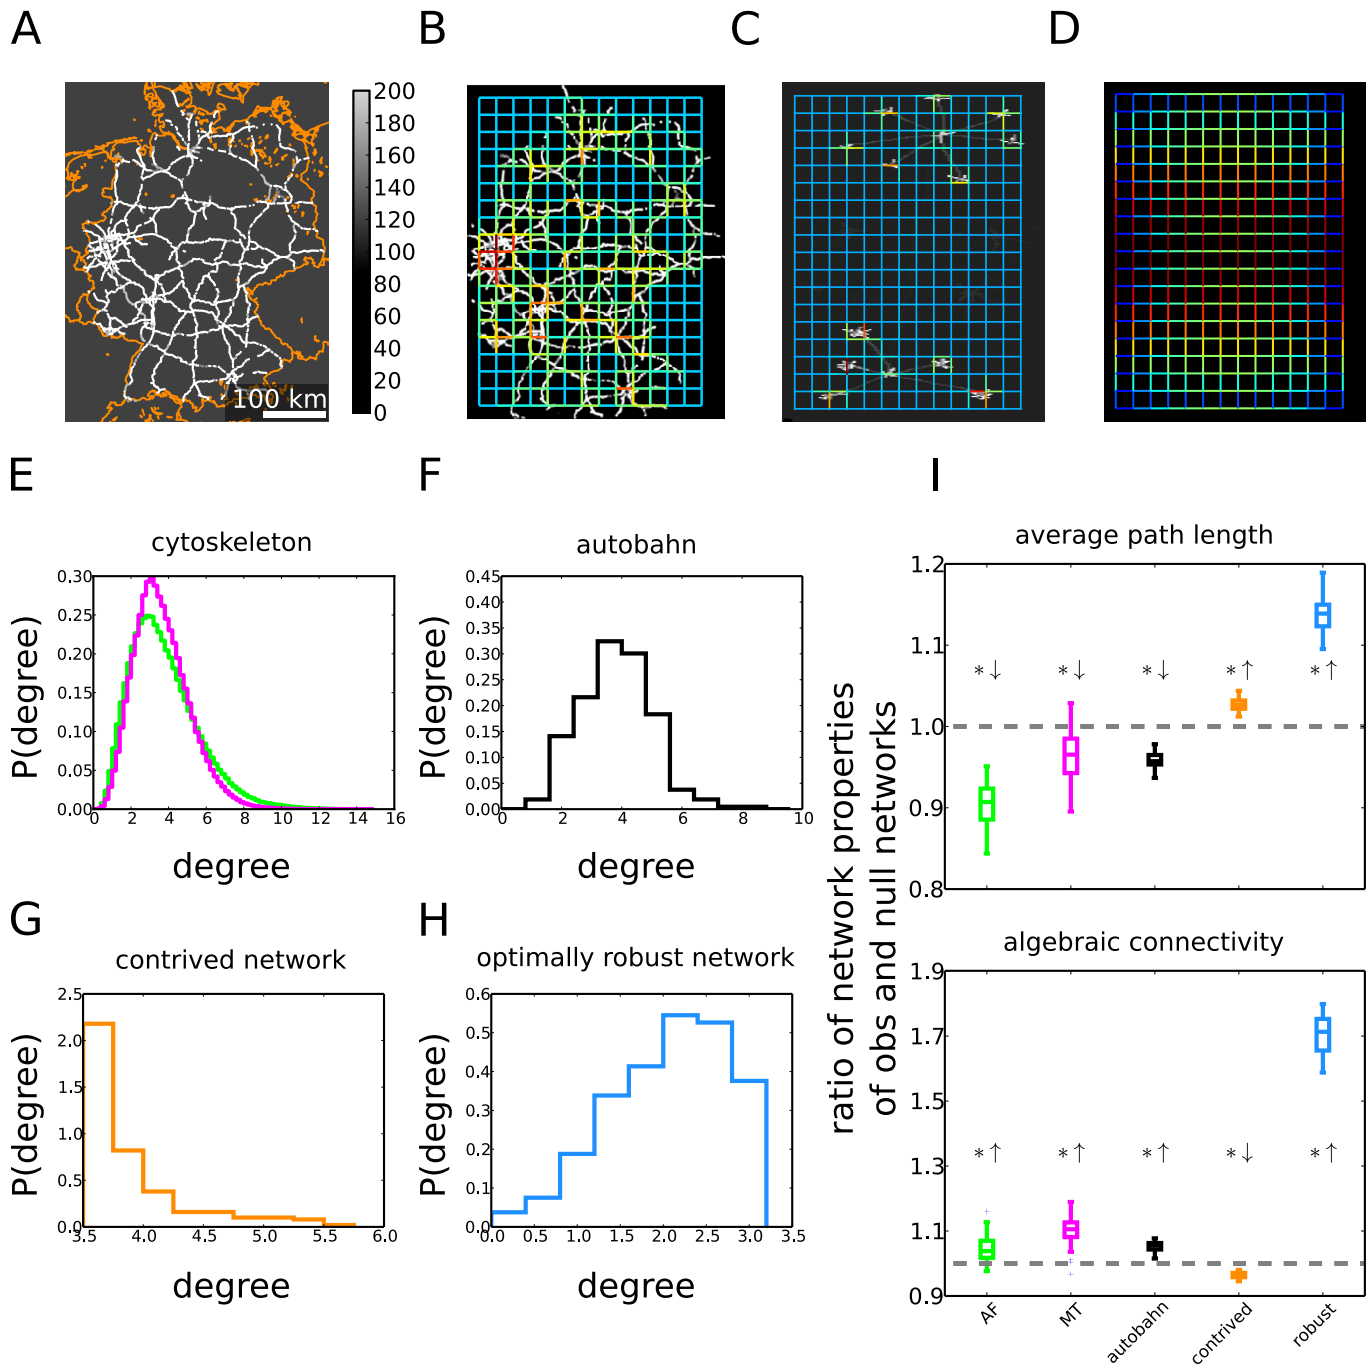 A
B
C
D
200
180
160
140
120
100
80
60
40
20
0
100 km
E
F
I
cytoskeleton
P(degree)
0.30
0.25
0.20
0.15
0.10
0.05
0.00
0 2 4 6 8 10 12 14 16
degree
autobahn
P(degree)
0.45
0.40
0.35
0.30
0.25
0.20
0.15
0.10
0.05
0.00
0 2 4 6 8 10
degree
G
H
contrived network
P(degree)
2.5
2.0
1.5
1.0
0.5
0.0
3.5 4.0 4.5 5.0 5.5 6.0
degree
optimally robust network
P(degree)
0.6
0.5
0.4
0.3
0.2
0.1
0.0
0.0 0.5 1.0 1.5 2.0 2.5 3.0 3.5
degree
ratio of network properties
of obs and null networks
average path length
1.2
1.1
1.0
0.9
0.8
*↓ *↓ *↓ *↑ *↑
algebraic connectivity
1.9
1.7
1.5
1.3
1.1
0.9
*↑ *↑ *↑ *↓ *↑
AF MT autobahn contrived robust